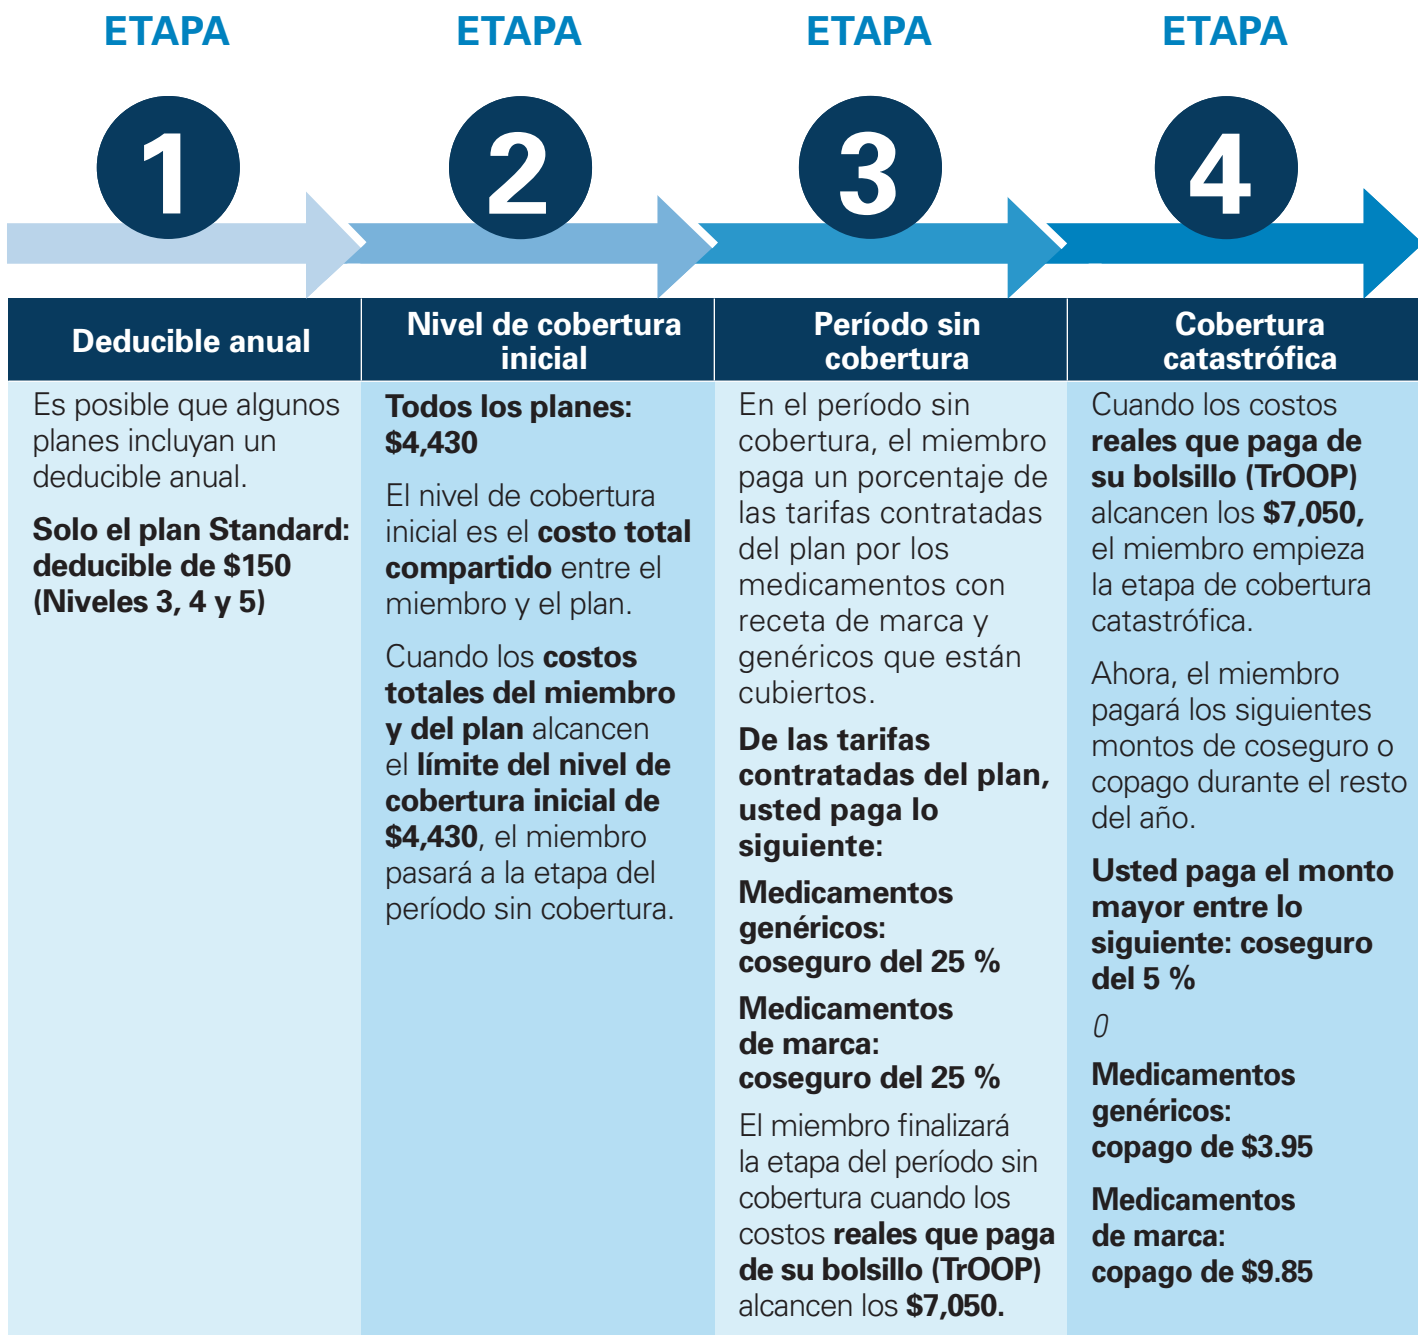 ETAPA
1
Deducible anual
Es posible que algunos
planes incluyan un
deducible anual.
Solo el plan Standard:
deducible de $150
(Niveles 3, 4 y 5)
ETAPA
2
Nivel de cobertura
inicial
Todos los planes:
$4,430
El nivel de cobertura
inicial es el costo total
compartido entre el
miembro y el plan.
Cuando los costos
totales del miembro
y del plan alcancen
el límite del nivel de
cobertura inicial de
$4,430, el miembro
pasará a la etapa del
período sin cobertura.
ETAPA
3
Período sin
cobertura
En el período sin
cobertura, el miembro
paga un porcentaje de
las tarifas contratadas
del plan por los
medicamentos con
receta de marca y
genéricos que están
cubiertos.
De las tarifas
contratadas del plan,
usted paga lo
siguiente:
Medicamentos
genéricos:
coseguro del 25 %
Medicamentos
de marca:
coseguro del 25 %
El miembro finalizará
la etapa del período sin
cobertura cuando los
costos reales que paga
de su bolsillo (TrOOP)
alcancen los $7,050.
ETAPA
4
Cobertura
catastrófica
Cuando los costos
reales que paga de
su bolsillo (TrOOP)
alcancen los $7,050,
el miembro empieza
la etapa de cobertura
catastrófica.
Ahora, el miembro
pagará los siguientes
montos de coseguro o
copago durante el resto
del año.
Usted paga el monto
mayor entre lo
siguiente: coseguro
del 5 %
O
Medicamentos
genéricos:
copago de $3.95
Medicamentos
de marca:
copago de $9.85